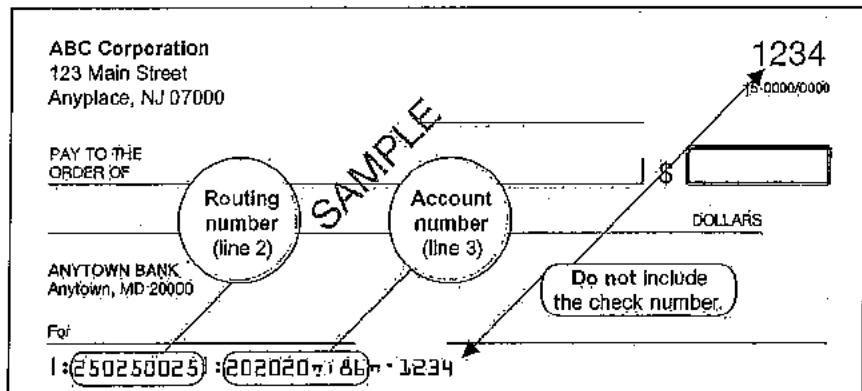 ABC Corporation
123 Main Street
Anyplace, NJ 07000
1234
15-0000/0000
SAMPLE
PAY TO THE
ORDER OF
$
Routing
number
(line 2)
Account
number
(line 3)
DOLLARS
ANYTOWN BANK
Anytown, MD 20000
Do not include
the check number.
For
|:250250025|:202020"'86"' 1234